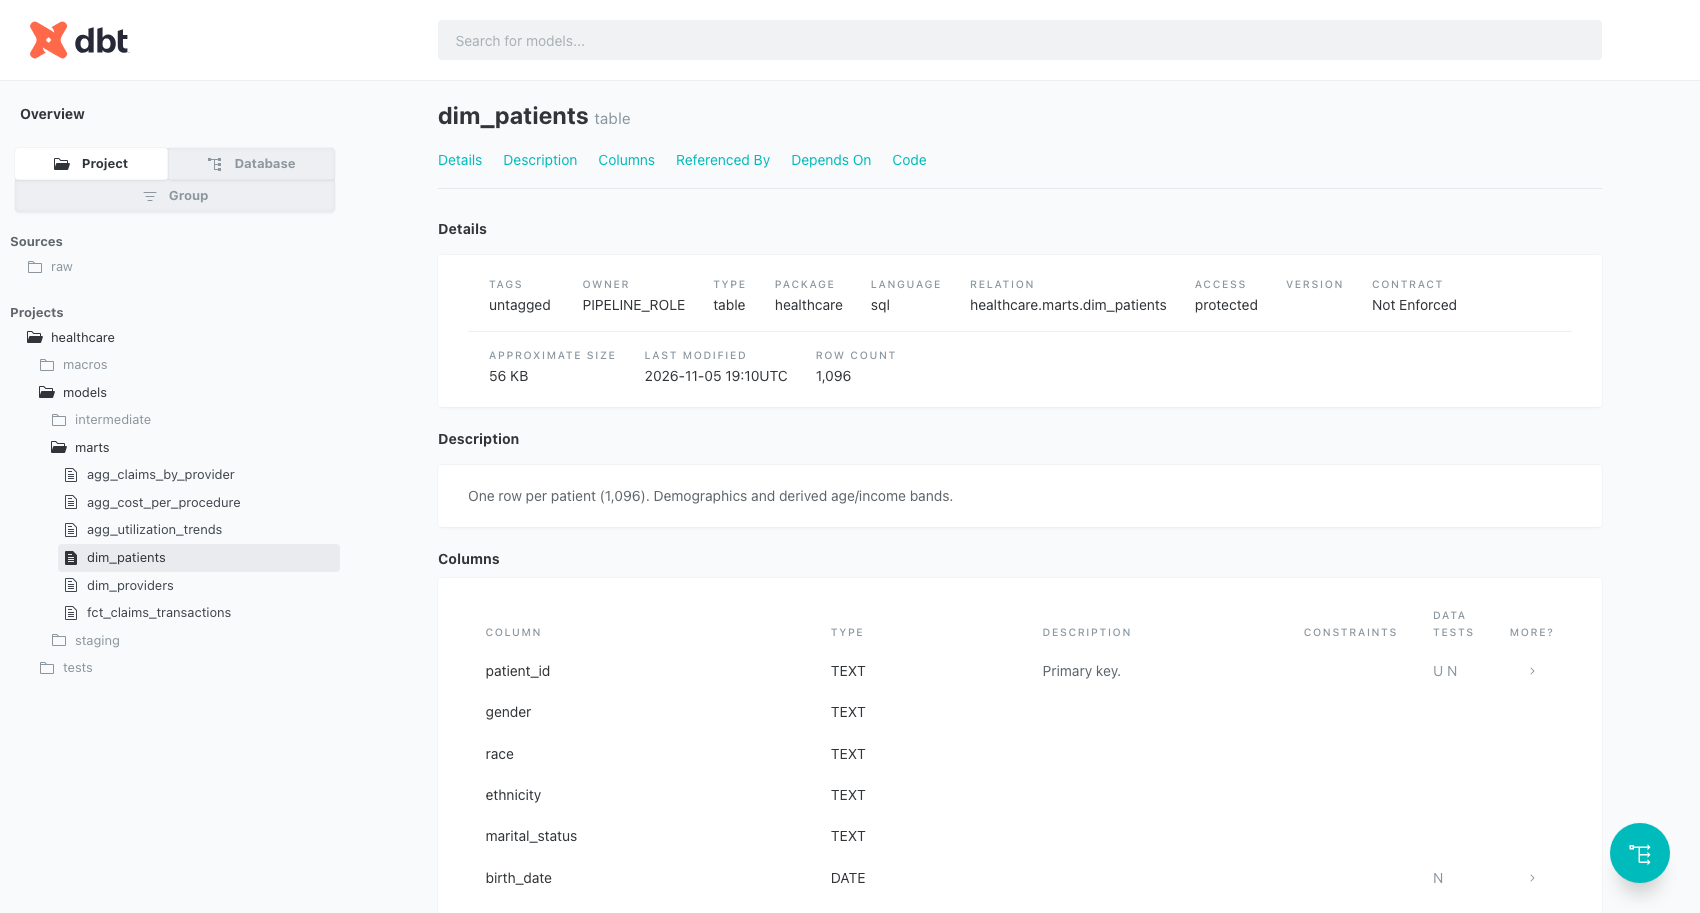 dbt
Search for models...
Overview
Project
Database
Group
Sources
raw
Projects
healthcare
macros
models
intermediate
marts
agg_claims_by_provider
agg_cost_per_procedure
agg_utilization_trends
dim_patients
dim_providers
fct_claims_transactions
staging
tests
dim_patients table
Details Description Columns Referenced By Depends On Code
Details
TAGS OWNER TYPE PACKAGE LANGUAGE RELATION ACCESS VERSION CONTRACT
untagged PIPELINE_ROLE table healthcare sql healthcare.marts.dim_patients protected Not Enforced
APPROXIMATE SIZE LAST MODIFIED ROW COUNT
56 KB 2026-11-05 19:10UTC 1,096
Description
One row per patient (1,096). Demographics and derived age/income bands.
Columns
COLUMN TYPE DESCRIPTION CONSTRAINTS DATA TESTS MORE?
patient_id TEXT Primary key. U N
gender TEXT
race TEXT
ethnicity TEXT
marital_status TEXT
birth_date DATE N